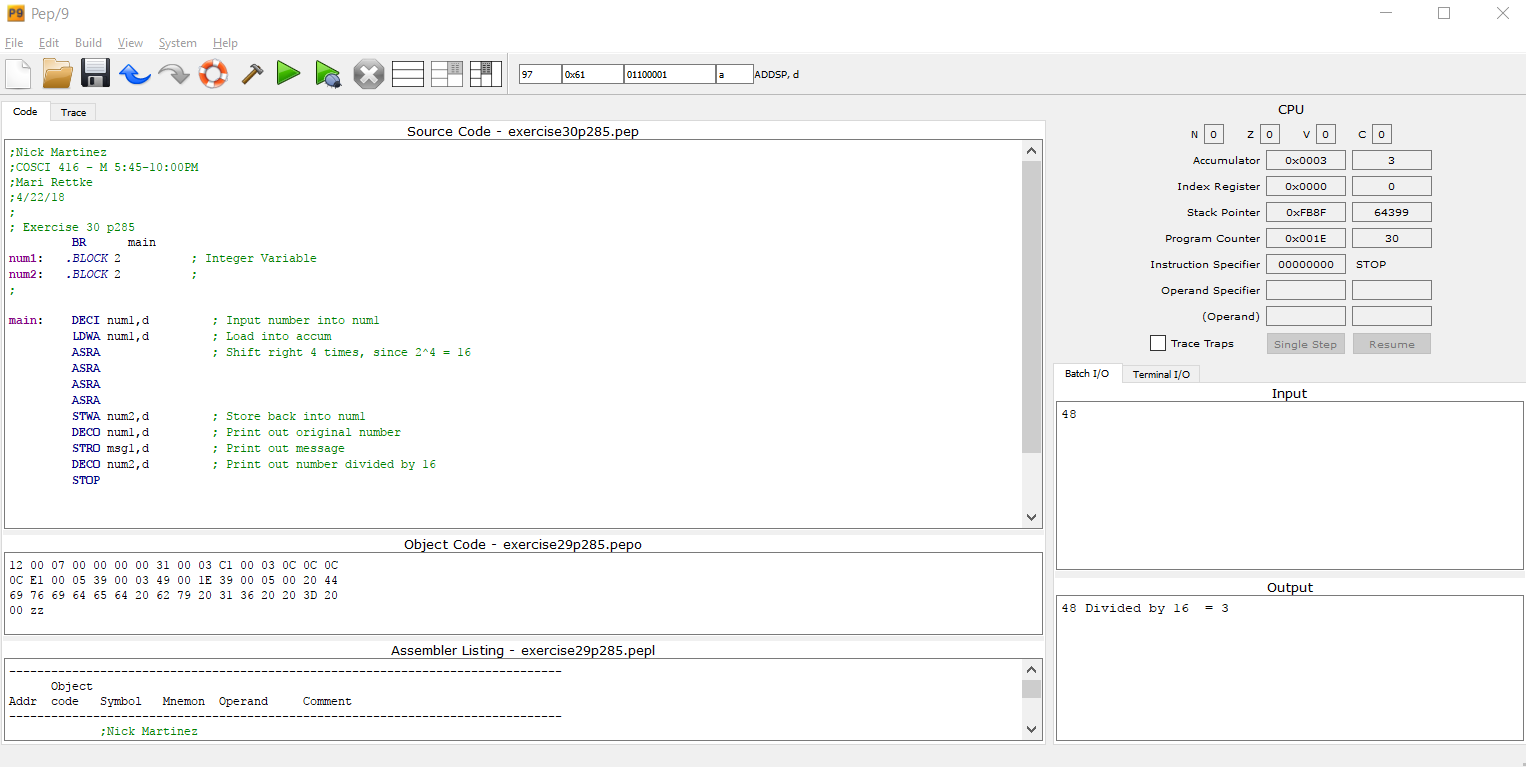 Pep/9
File Edit Build View System Help
97 0x61 01100001 a ADDSP, d
Code Trace
Source Code - exercise30p285.pep
;Nick Martinez
;COSCI 416 - M 5:45-10:00PM
;Mari Rettke
;4/22/18
;
; Exercise 30 p285
BR main
num1: .BLOCK 2 ; Integer Variable
num2: .BLOCK 2 ;
;
main: DECI num1,d ; Input number into num1
LDWA num1,d ; Load into accum
ASRA ; Shift right 4 times, since 2^4 = 16
ASRA
ASRA
ASRA
STWA num2,d ; Store back into num1
DECO num1,d ; Print out original number
STRO msg1,d ; Print out message
DECO num2,d ; Print out number divided by 16
STOP
Object Code - exercise29p285.pepo
12 00 07 00 00 00 00 31 00 03 C1 00 03 0C 0C 0C
0C E1 00 05 39 00 03 49 00 1E 39 00 05 00 20 44
69 76 69 64 65 64 20 62 79 20 31 36 20 20 3D 20
00 zz
Assembler Listing - exercise29p285.pepl
-------------------------------------------------------------------------------
Object
Addr code Symbol Mnemon Operand Comment
-------------------------------------------------------------------------------
;Nick Martinez
CPU
N 0 Z 0 V 0 C 0
Accumulator 0x0003 3
Index Register 0x0000 0
Stack Pointer 0xFB8F 64399
Program Counter 0x001E 30
Instruction Specifier 00000000 STOP
Operand Specifier
(Operand)
Trace Traps Single Step Resume
Batch I/O Terminal I/O
Input
48
Output
48 Divided by 16  = 3